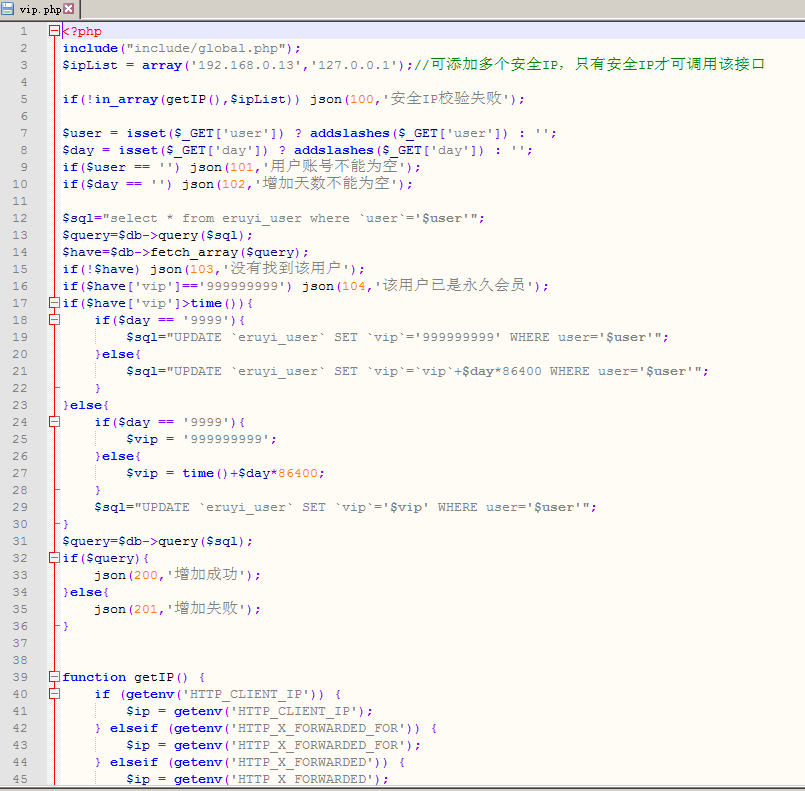 vip.php
1 <?php
2 include("include/global.php");
3 $ipList = array('192.168.0.13','127.0.0.1');//可添加多个安全IP，只有安全IP才可调用该接口
4
5 if(!in_array(getIP(),$ipList)) json(100,'安全IP校验失败');
6
7 $user = isset($_GET['user']) ? addslashes($_GET['user']) : '';
8 $day = isset($_GET['day']) ? addslashes($_GET['day']) : '';
9 if($user == '') json(101,'用户账号不能为空');
10 if($day == '') json(102,'增加天数不能为空');
11
12 $sql="select * from eruyi_user where `user`='$user'";
13 $query=$db->query($sql);
14 $have=$db->fetch_array($query);
15 if(!$have) json(103,'没有找到该用户');
16 if($have['vip']=='999999999') json(104,'该用户已是永久会员');
17 if($have['vip']>time()){
18     if($day == '9999'){
19         $sql="UPDATE `eruyi_user` SET `vip`='999999999' WHERE user='$user'";
20     }else{
21         $sql="UPDATE `eruyi_user` SET `vip`=`vip`+$day*86400 WHERE user='$user'";
22     }
23 }else{
24     if($day == '9999'){
25         $vip = '999999999';
26     }else{
27         $vip = time()+$day*86400;
28     }
29     $sql="UPDATE `eruyi_user` SET `vip`='$vip' WHERE user='$user'";
30 }
31 $query=$db->query($sql);
32 if($query){
33     json(200,'增加成功');
34 }else{
35     json(201,'增加失败');
36 }
37
38
39 function getIP() {
40     if (getenv('HTTP_CLIENT_IP')) {
41         $ip = getenv('HTTP_CLIENT_IP');
42     } elseif (getenv('HTTP_X_FORWARDED_FOR')) {
43         $ip = getenv('HTTP_X_FORWARDED_FOR');
44     } elseif (getenv('HTTP_X_FORWARDED')) {
45         $ip = getenv('HTTP_X_FORWARDED');